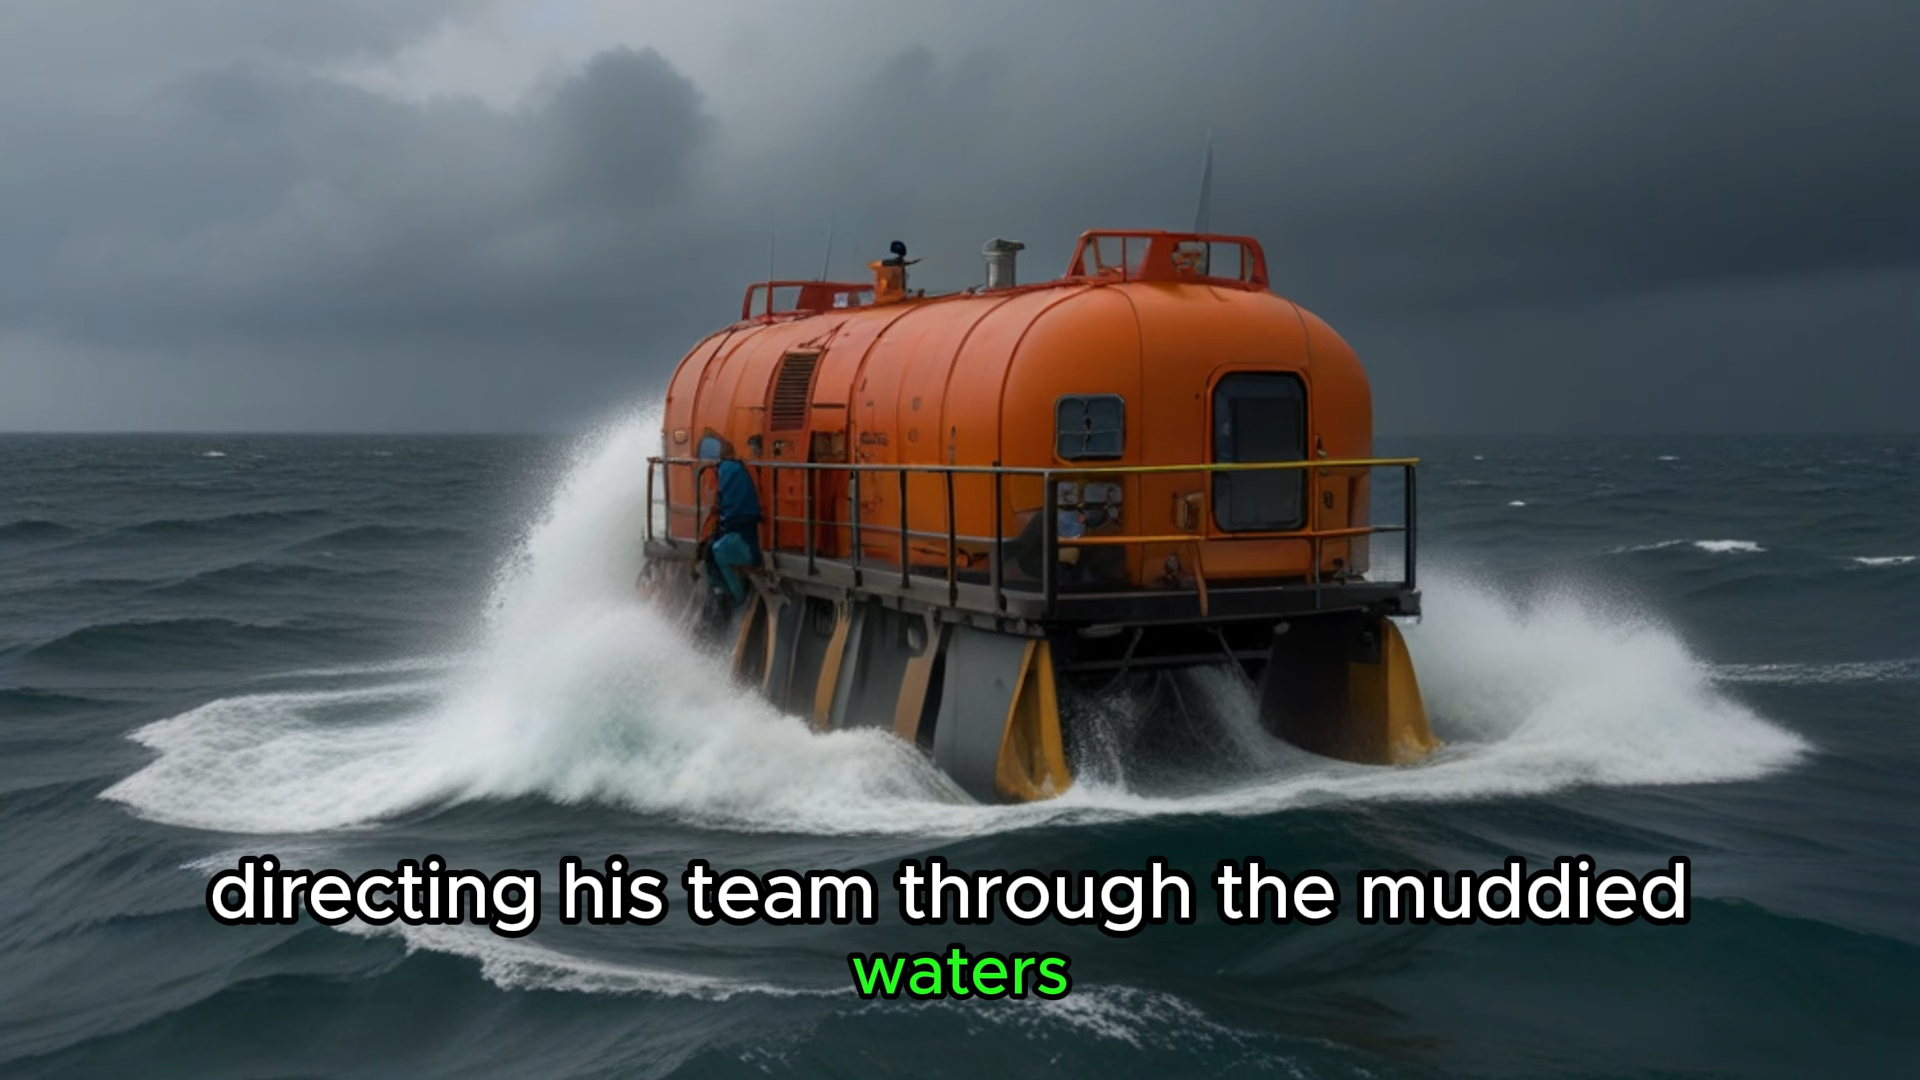 directing his team through the muddied
waters